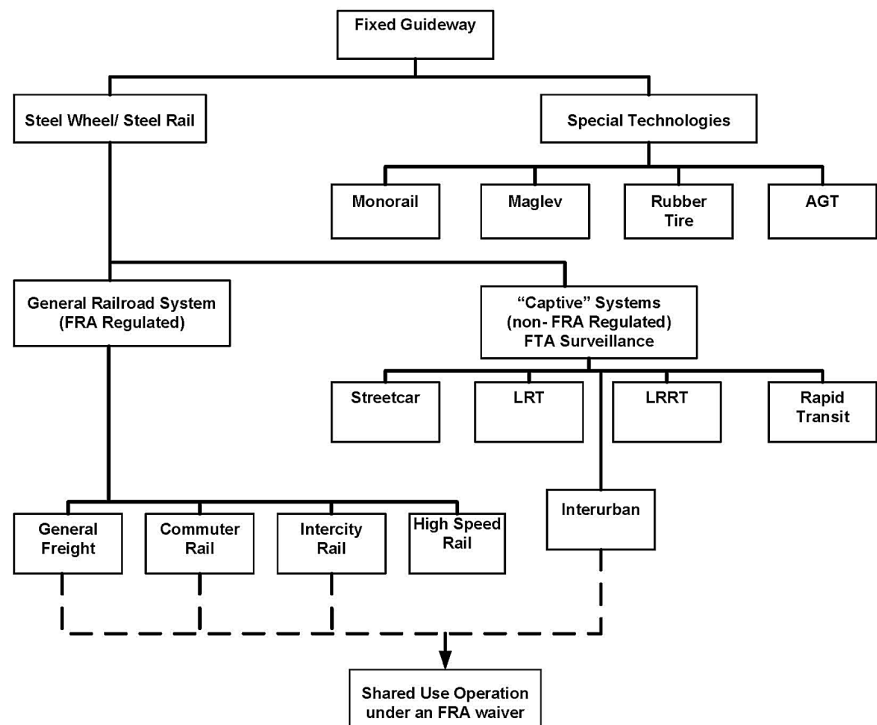 Fixed Guideway
Steel Wheel/ Steel Rail
Special Technologies
Monorail
Maglev
Rubber
Tire
AGT
General Railroad System
(FRA Regulated)
“Captive” Systems
(non- FRA Regulated)
FTA Surveillance
Streetcar
LRT
LRRT
Rapid
Transit
General
Freight
Commuter
Rail
Intercity
Rail
High Speed
Rail
Interurban
Shared Use Operation
under an FRA waiver